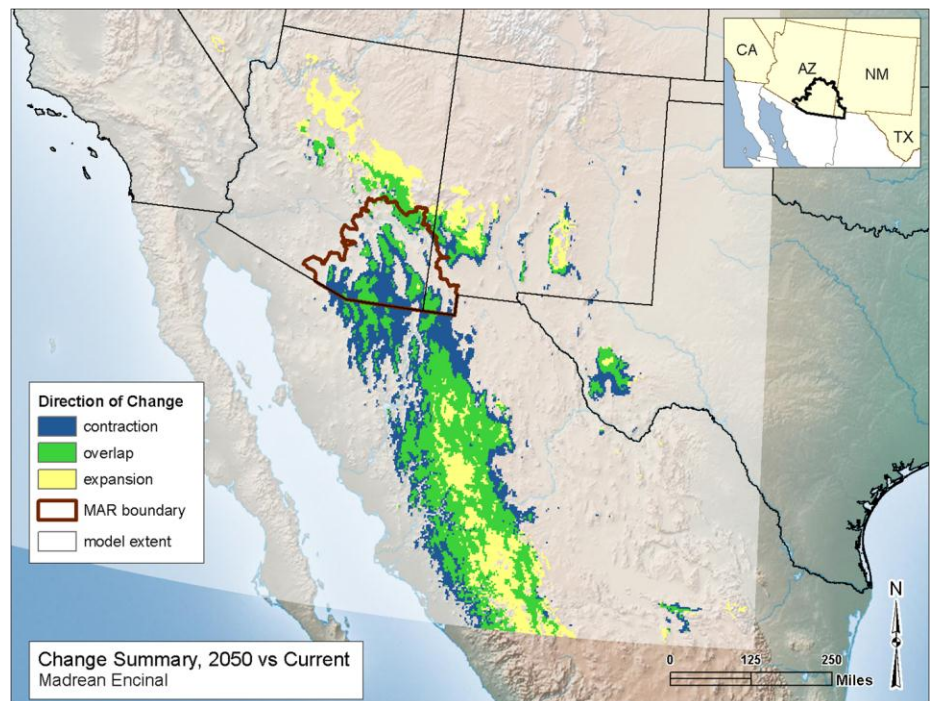 CA
AZ
NM
TX
Direction of Change
contraction
overlap
expansion
MAR boundary
model extent
Change Summary, 2050 vs Current
Madrean Encinal
N
0 125 250
Miles